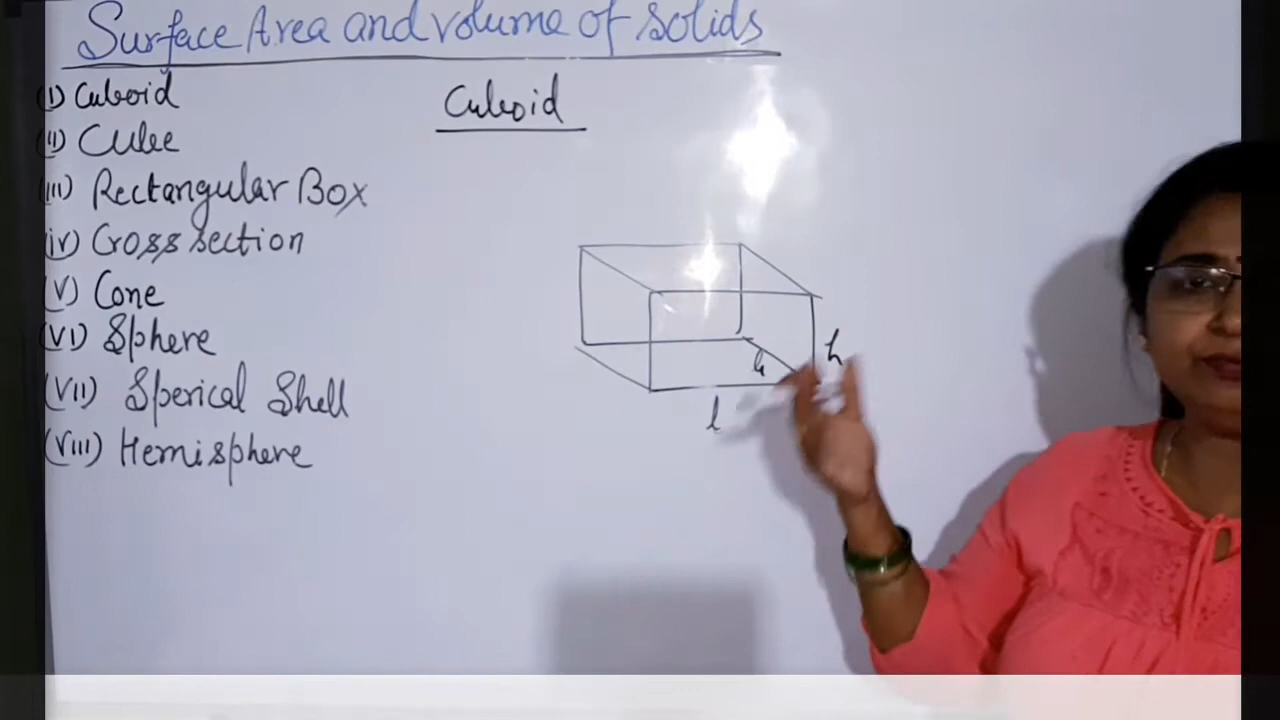 Surface Area and volume of solids
(I) Cuboid
(II) Cube
(III) Rectangular Box
(iv) Cross section
(V) Cone
(VI) Sphere
(VII) Sperical Shell
(VIII) Hemisphere
Cuboid
h
b
l